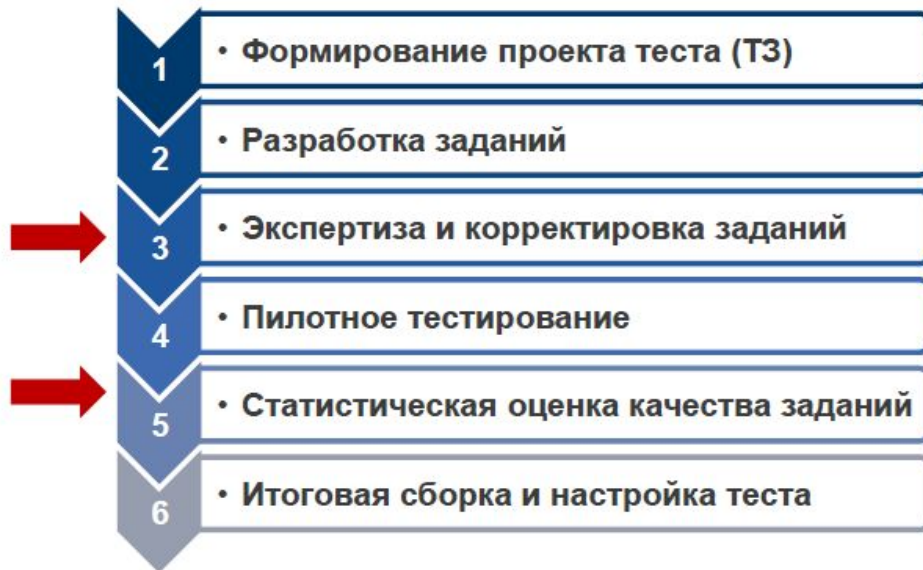 1
• Формирование проекта теста (ТЗ)
2
• Разработка заданий
3
• Экспертиза и корректировка заданий
4
• Пилотное тестирование
5
• Статистическая оценка качества заданий
6
• Итоговая сборка и настройка теста